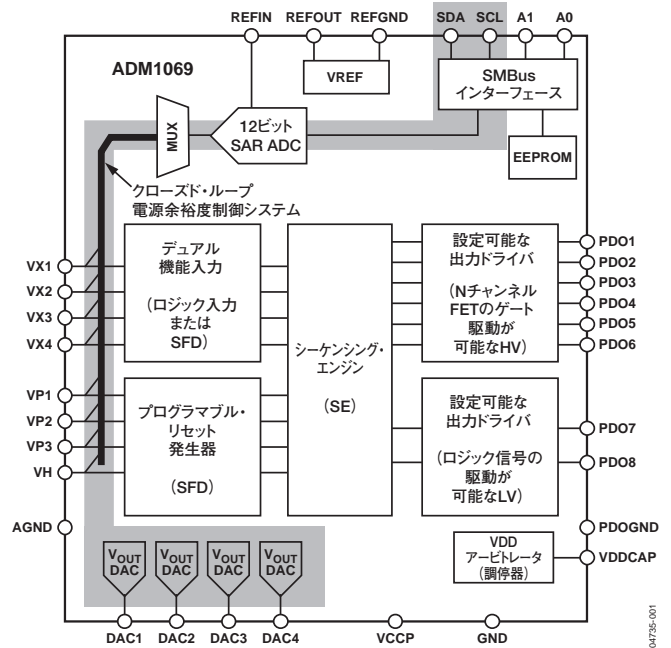 REFIN REFOUT REFGND SDA SCL A1 A0
ADM1069
VREF
SMBus
インターフェース
MUX
12ビット
SAR ADC
EEPROM
クローズド・ループ
電源余裕度制御システム
VX1
VX2
VX3
VX4
VP1
VP2
VP3
VH
AGND
デュアル
機能入力
(ロジック入力
または
SFD)
プログラマブル・
リセット
発生器
(SFD)
シーケンシング・
エンジン
(SE)
設定可能な
出力ドライバ
(Nチャンネル
FETのゲート
駆動が
可能なHV)
設定可能な
出力ドライバ
(ロジック信号の
駆動が
可能なLV)
PDO1
PDO2
PDO3
PDO4
PDO5
PDO6
PDO7
PDO8
PDOGND
VDDCAP
VDD
アービトレータ
(調停器)
VOUT
DAC
VOUT
DAC
VOUT
DAC
VOUT
DAC
DAC1 DAC2 DAC3 DAC4 VCCP GND
04735-001